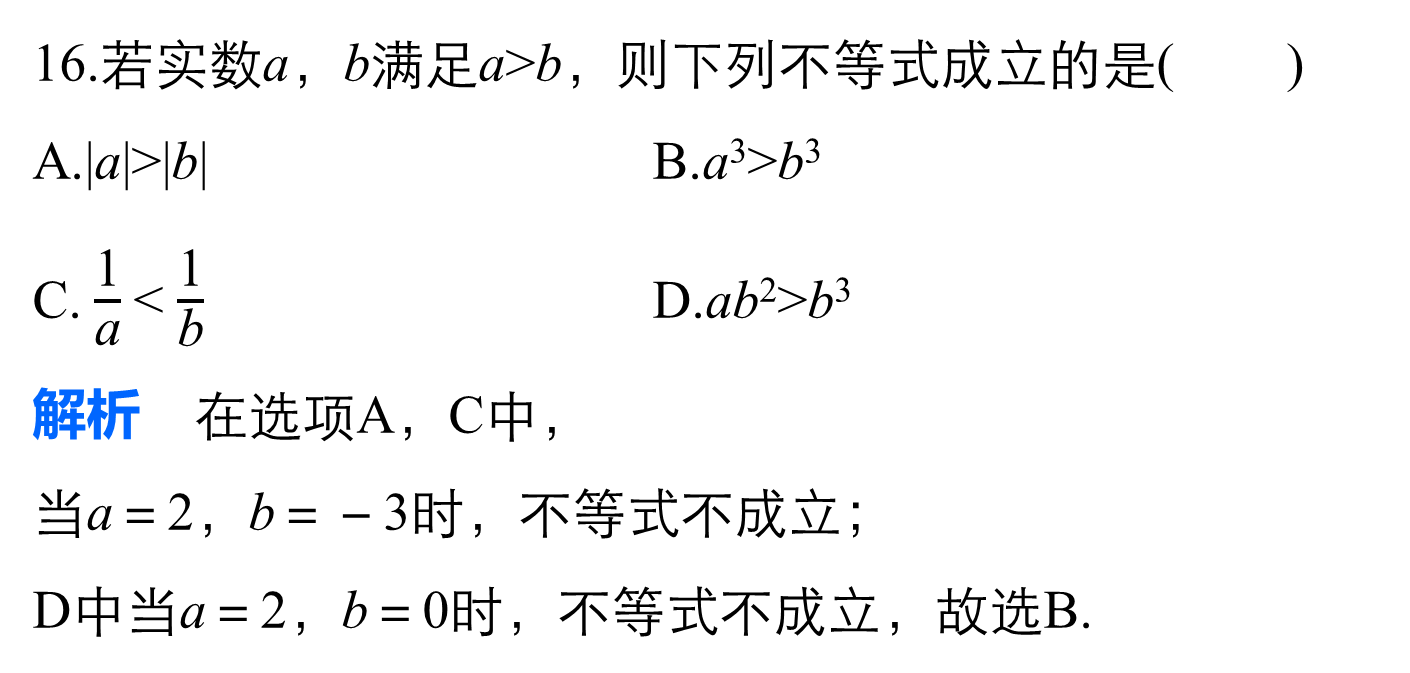 16.若实数a，b满足a>b，则下列不等式成立的是(　　)
A.|a|>|b|　　B.a³>b³
C.1/a<1/b　　D.ab²>b³
解析　在选项A，C中，
当a＝2，b＝－3时，不等式不成立；
D中当a＝2，b＝0时，不等式不成立，故选B.